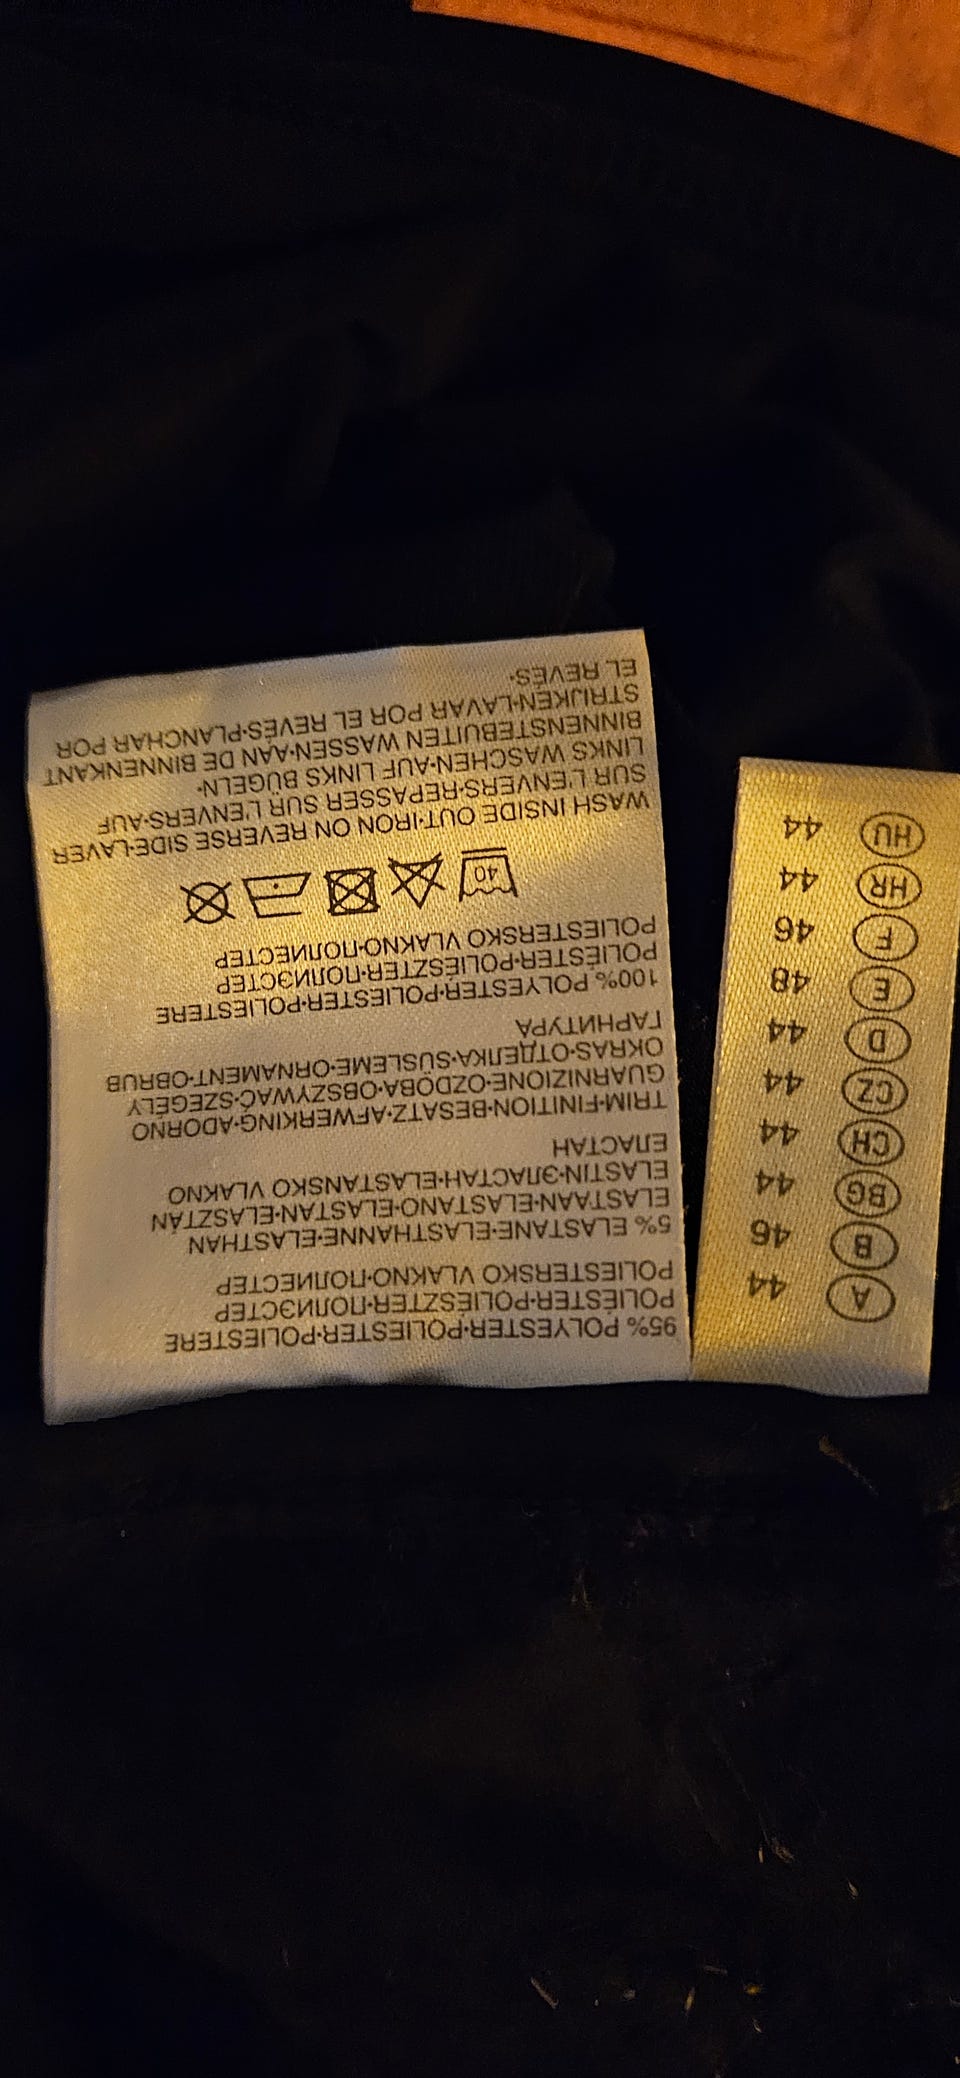 95% POLYESTER·POLIESTER·POLIESTERE
POLIESTER·POLIÉSZTER·ПОЛИЭСТЕР
POLIESTERSKO VLAKNO·ПОЛИЕСТЕР
5% ELASTANE·ELASTHANNE·ELASTHAN
ELASTAAN·ELASTANO·ELASTAN·ELASZTÁN
ELASTIN·ЭЛАСТАН·ELASTANSKO VLAKNO
ЕЛАСТАН
TRIM·FINITION·BESATZ·AFWERKING·ADORNO
GUARNIZIONE·OZDOBA·OBSZYWAĆ·SZEGÉLY
OKRAS·ОТДЕЛКА·SÜSLEME·ORNAMENT·OBRUB
ГАРНИТУРА
100% POLYESTER·POLIESTER·POLIESTERE
POLIESTER·POLIÉSZTER·ПОЛИЭСТЕР
POLIESTERSKO VLAKNO·ПОЛИЕСТЕР
40
WASH INSIDE OUT·IRON ON REVERSE SIDE·LAVER
SUR L'ENVERS·REPASSER SUR L'ENVERS·AUF
LINKS WASCHEN·AUF LINKS BÜGELN·
BINNENSTEBUITEN WASSEN·AAN DE BINNENKANT
STRIJKEN·LAVAR POR EL REVÉS·PLANCHAR POR
EL REVÉS·
A 44
B 46
BG 44
CH 44
CZ 44
D 44
E 48
F 46
HR 44
HU 44